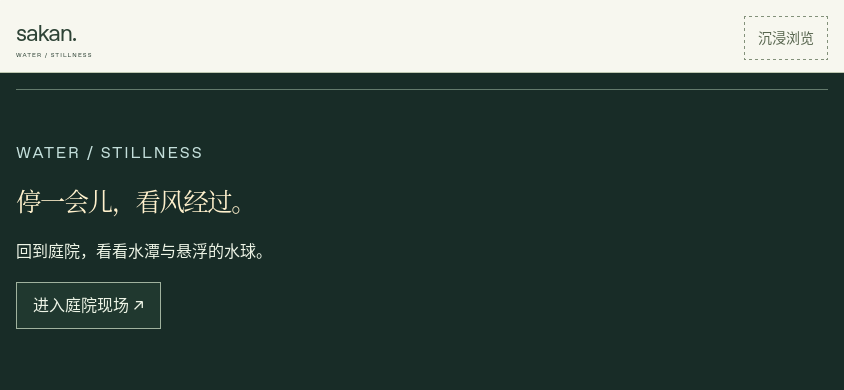 sakan.
WATER / STILLNESS
沉浸浏览
WATER / STILLNESS
停一会儿，看风经过。
回到庭院，看看水潭与悬浮的水球。
进入庭院现场 ↗